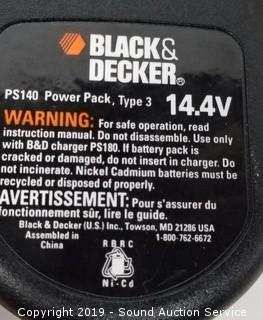 BLACK&
DECKER®
PS140 Power Pack, Type 3 14.4V
WARNING: For safe operation, read
instruction manual. Do not disassemble. Use only
with B&D charger PS180. If battery pack is
cracked or damaged, do not insert in charger. Do
not incinerate. Nickel Cadmium batteries must be
recycled or disposed of properly.
AVERTISSEMENT: Pour s'assurer du
fonctionnement sûr, lire le guide.
Black & Decker (U.S.) Inc., Towson, MD 21286 USA
Assembled in
China
1-800-762-6672
RBRC
Ni-Cd
Copyright 2019 - Sound Auction Service